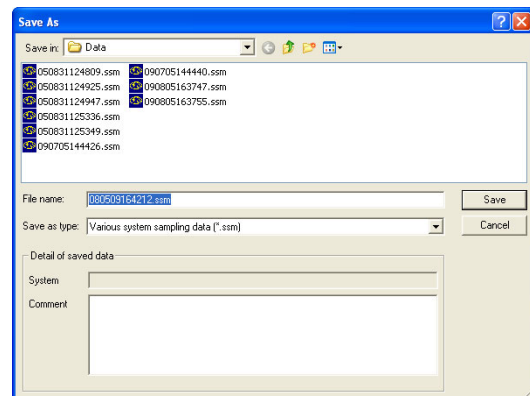 Save As
Save in: Data
050831124809.ssm 090705144440.ssm
050831124925.ssm 090805163747.ssm
050831124947.ssm 090805163755.ssm
050831125336.ssm
050831125349.ssm
090705144426.ssm
File name: 080509164212.ssm Save
Save as type: Various system sampling data (*.ssm) Cancel
Detail of saved data
System
Comment